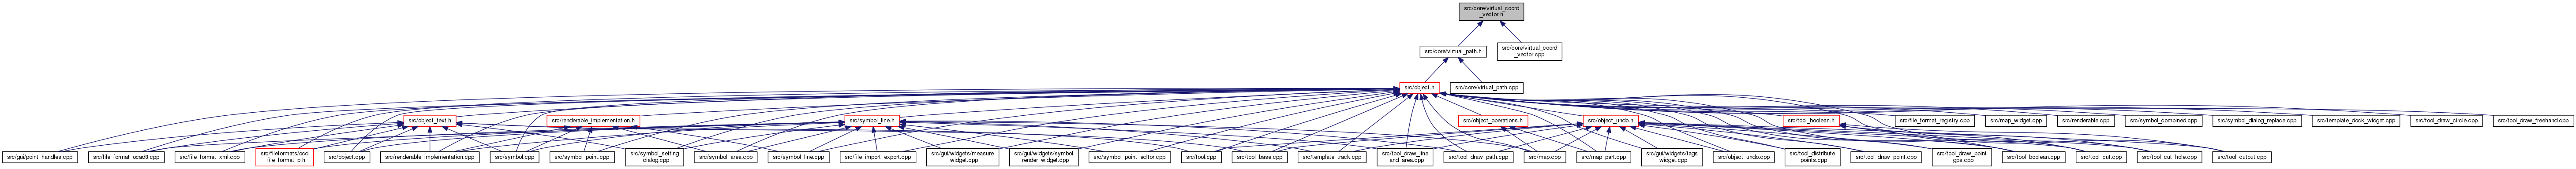 src/core/virtual_coord
_vector.h
src/core/virtual_path.h
src/core/virtual_coord
_vector.cpp
src/object.h
src/core/virtual_path.cpp
src/object_text.h
src/renderable_implementation.h
src/symbol_line.h
src/object_operations.h
src/object_undo.h
src/tool_boolean.h
src/file_format_registry.cpp
src/map_widget.cpp
src/renderable.cpp
src/symbol_combined.cpp
src/symbol_dialog_replace.cpp
src/template_dock_widget.cpp
src/tool_draw_circle.cpp
src/tool_draw_freehand.cpp
src/gui/point_handles.cpp
src/file_format_ocad8.cpp
src/file_format_xml.cpp
src/fileformats/ocd
_file_format_p.h
src/object.cpp
src/renderable_implementation.cpp
src/symbol.cpp
src/symbol_point.cpp
src/symbol_setting
_dialog.cpp
src/symbol_area.cpp
src/symbol_line.cpp
src/file_import_export.cpp
src/gui/widgets/measure
_widget.cpp
src/gui/widgets/symbol
_render_widget.cpp
src/symbol_point_editor.cpp
src/tool.cpp
src/tool_base.cpp
src/template_track.cpp
src/tool_draw_line
_and_area.cpp
src/tool_draw_path.cpp
src/map.cpp
src/map_part.cpp
src/gui/widgets/tags
_widget.cpp
src/object_undo.cpp
src/tool_distribute
_points.cpp
src/tool_draw_point.cpp
src/tool_draw_point
_gps.cpp
src/tool_boolean.cpp
src/tool_cut.cpp
src/tool_cut_hole.cpp
src/tool_cutout.cpp